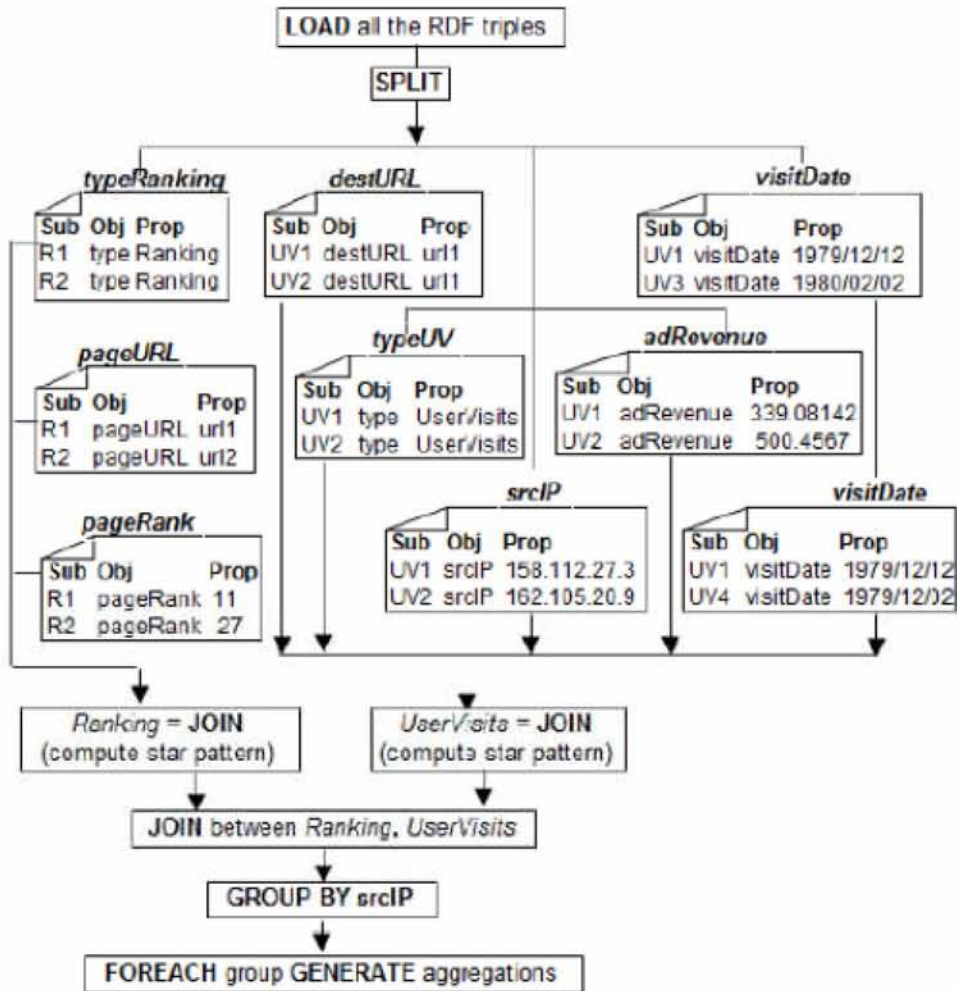 LOAD all the RDF triples
SPLIT
typeRanking
Sub Obj Prop
R1 type Ranking
R2 type Ranking
destURL
Sub Obj Prop
UV1 destURL url1
UV2 destURL url1
visitDate
Sub Obj Prop
UV1 visitDate 1979/12/12
UV3 visitDate 1980/02/02
pageURL
Sub Obj Prop
R1 pageURL url1
R2 pageURL url2
typeUV
Sub Obj Prop
UV1 type UserVisits
UV2 type UserVisits
adRevenue
Sub Obj Prop
UV1 adRevenue 339.08142
UV2 adRevenue 500.4567
pageRank
Sub Obj Prop
R1 pageRank 11
R2 pageRank 27
srcIP
Sub Obj Prop
UV1 srcIP 158.112.27.3
UV2 srcIP 162.105.20.9
visitDate
Sub Obj Prop
UV1 visitDate 1979/12/12
UV4 visitDate 1979/12/02
Ranking = JOIN
(compute star pattern)
UserVisits = JOIN
(compute star pattern)
JOIN between Ranking, UserVisits
GROUP BY srcIP
FOREACH group GENERATE aggregations